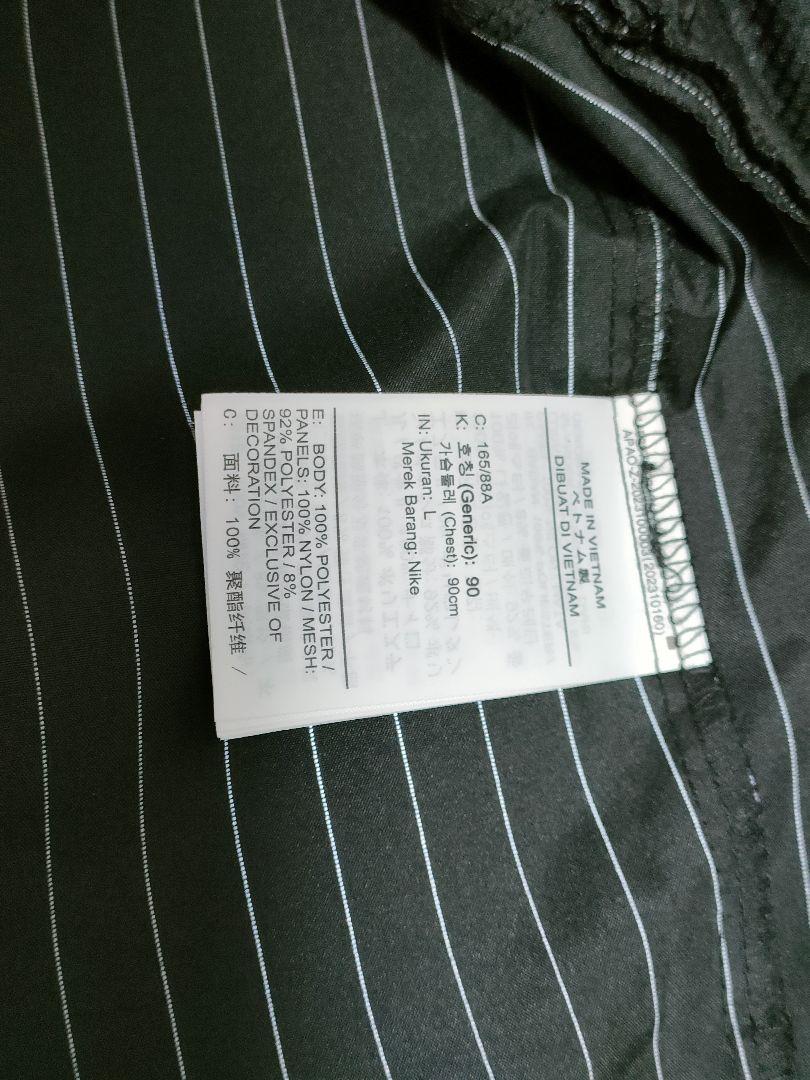 MADE IN VIETNAM
ベトナム製
DIBUAT DI VIETNAM
C: 165/88A
K: 호칭 (Generic): 90
가슴둘레 (Chest): 90cm
IN: Ukuran: L
Merek Barang: Nike
E: BODY: 100% POLYESTER /
PANELS: 100% NYLON / MESH:
92% POLYESTER / 8%
SPANDEX / EXCLUSIVE OF
DECORATION
C: 面料: 100% 聚酯纤维 /